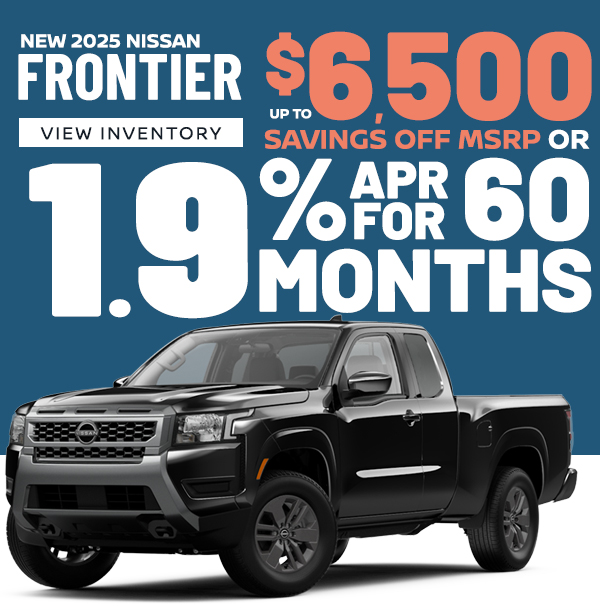 NEW 2025 NISSAN
FRONTIER
VIEW INVENTORY
UP TO $6,500
SAVINGS OFF MSRP OR
1.9% APR FOR 60 MONTHS
NISSAN